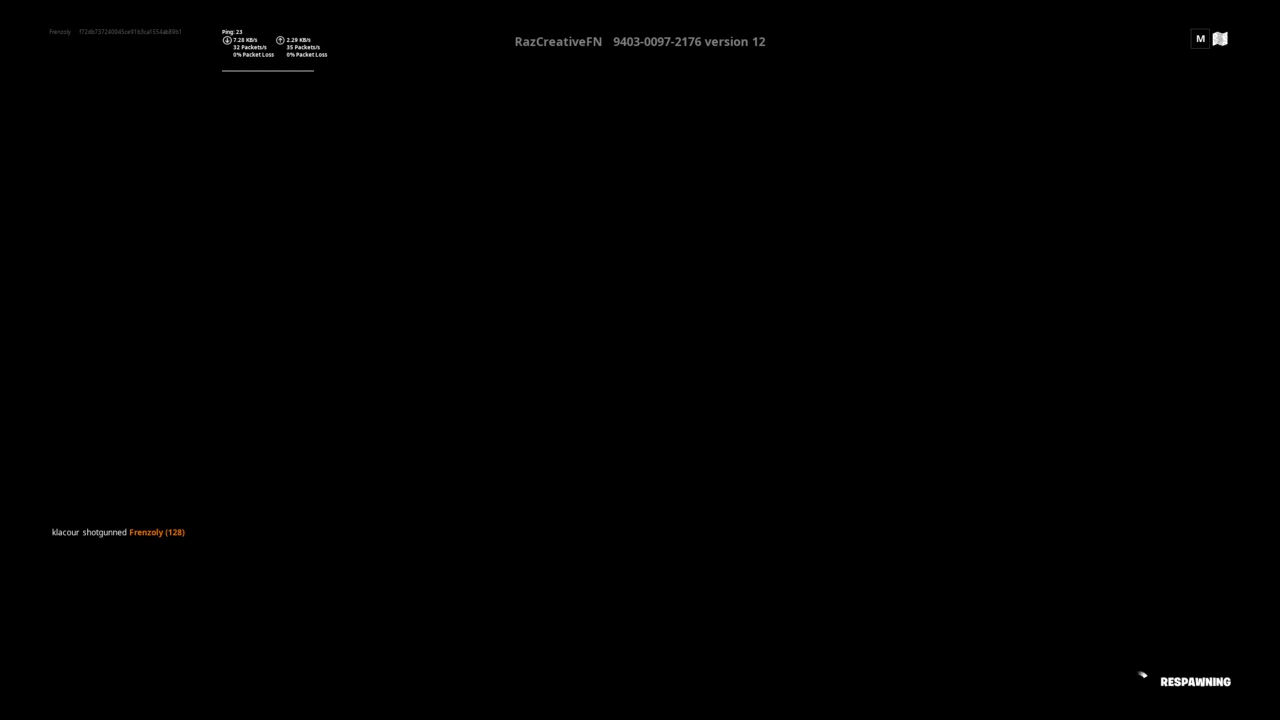 Frenzoly
Ping: 23
7.28 KB/s 2.29 KB/s
32 Packets/s 35 Packets/s
0% Packet Loss 0% Packet Loss
RazCreativeFN 9403-0097-2176 version 12
M
klacour shotgunned Frenzoly (128)
RESPAWNING